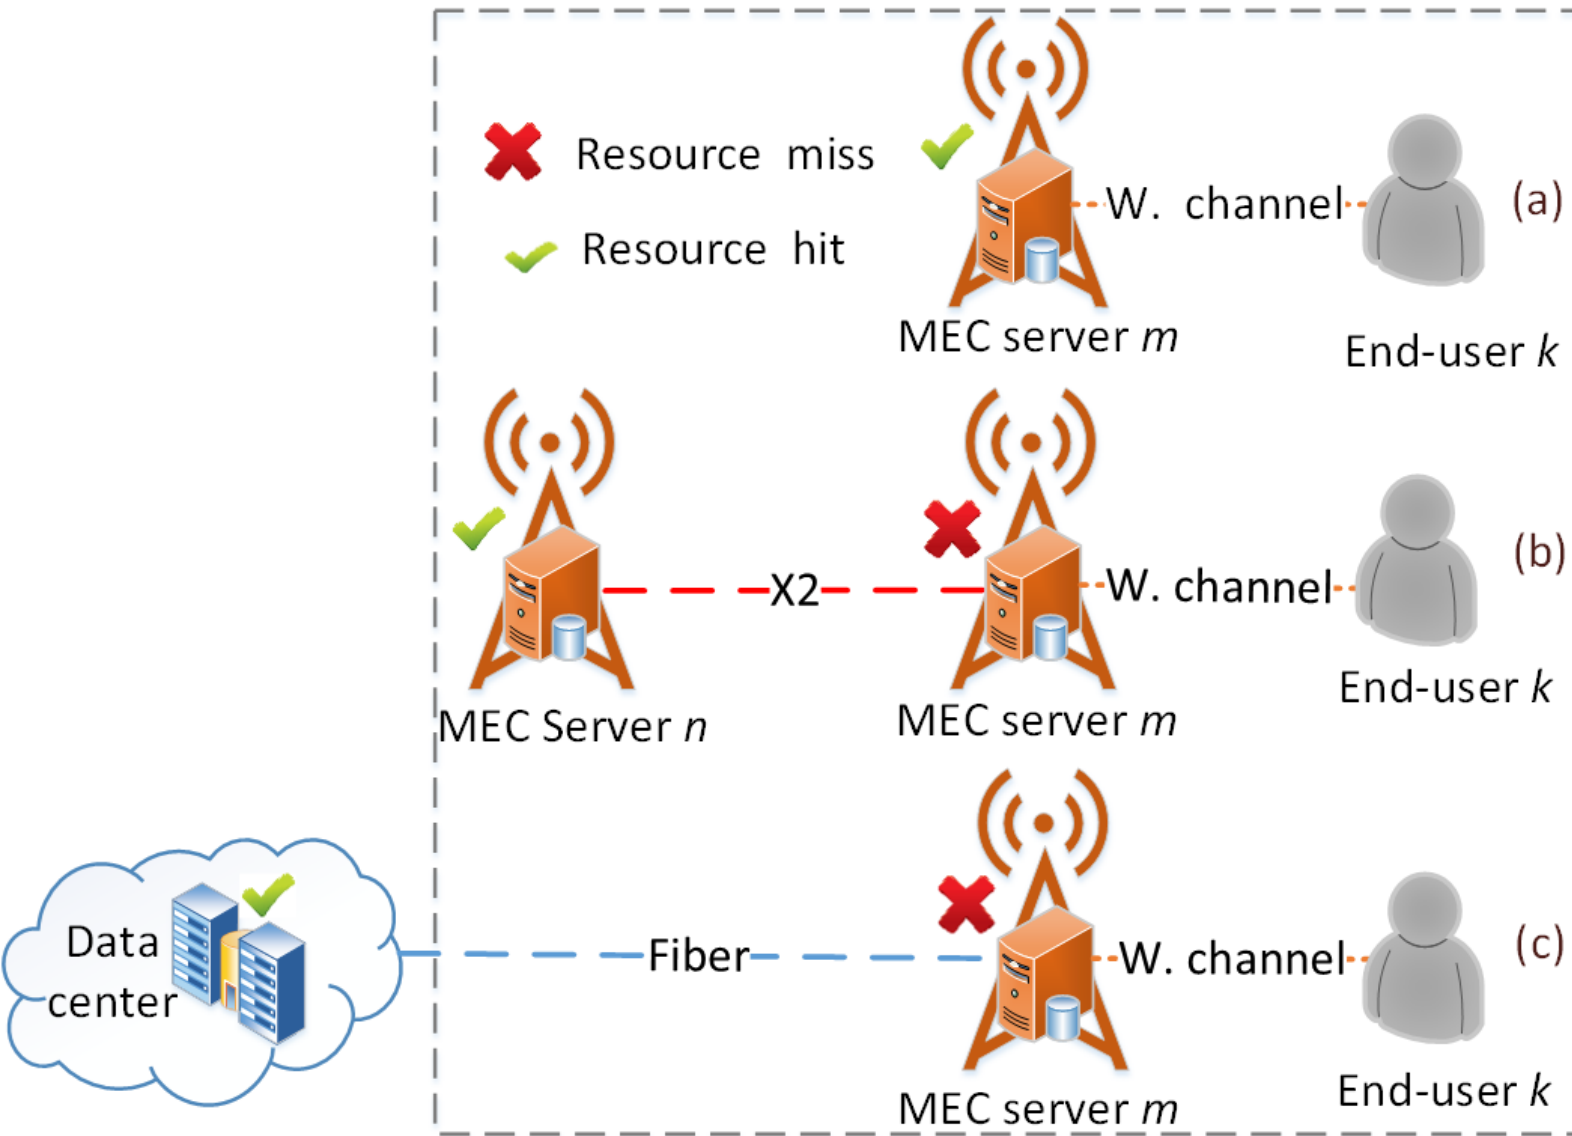 Resource miss
Resource hit
W. channel
(a)
MEC server m
End-user k
X2
W. channel
(b)
MEC Server n
MEC server m
End-user k
Data
center
Fiber
W. channel
(c)
MEC server m
End-user k